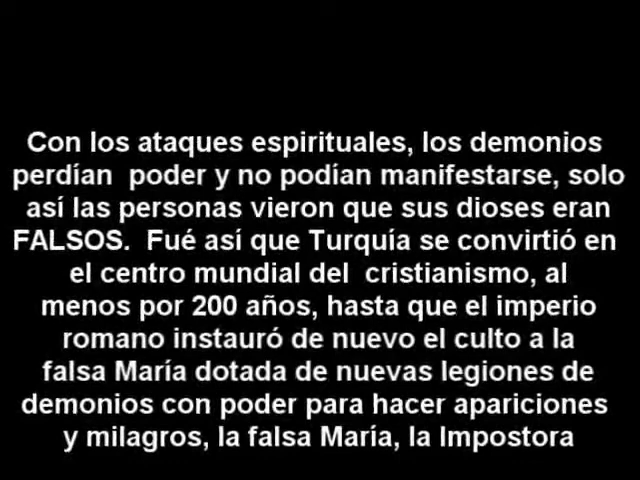 Con los ataques espirituales, los demonios
perdían poder y no podían manifestarse, solo
así las personas vieron que sus dioses eran
FALSOS. Fué así que Turquía se convirtió en
el centro mundial del cristianismo, al
menos por 200 años, hasta que el imperio
romano instauró de nuevo el culto a la
falsa María dotada de nuevas legiones de
demonios con poder para hacer apariciones
y milagros, la falsa María, la Impostora